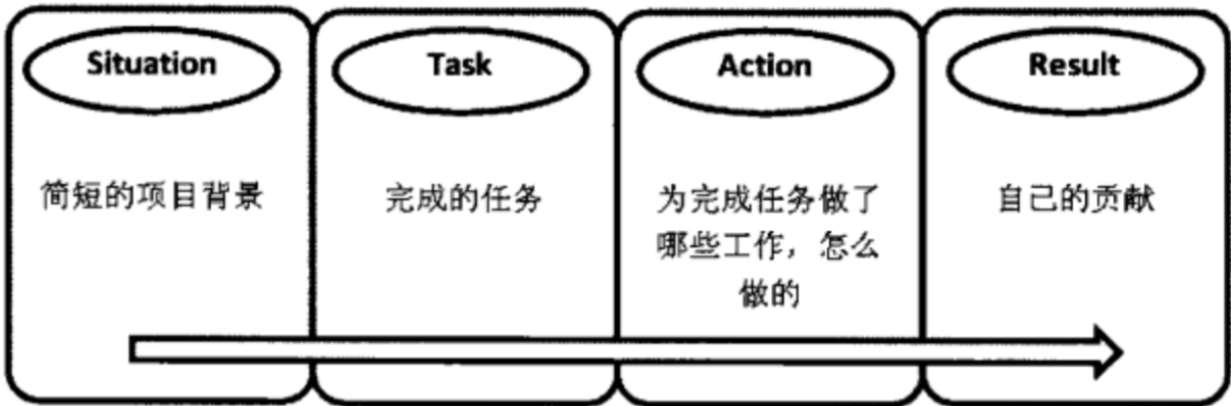 Situation
简短的项目背景
Task
完成的任务
Action
为完成任务做了
哪些工作，怎么
做的
Result
自己的贡献